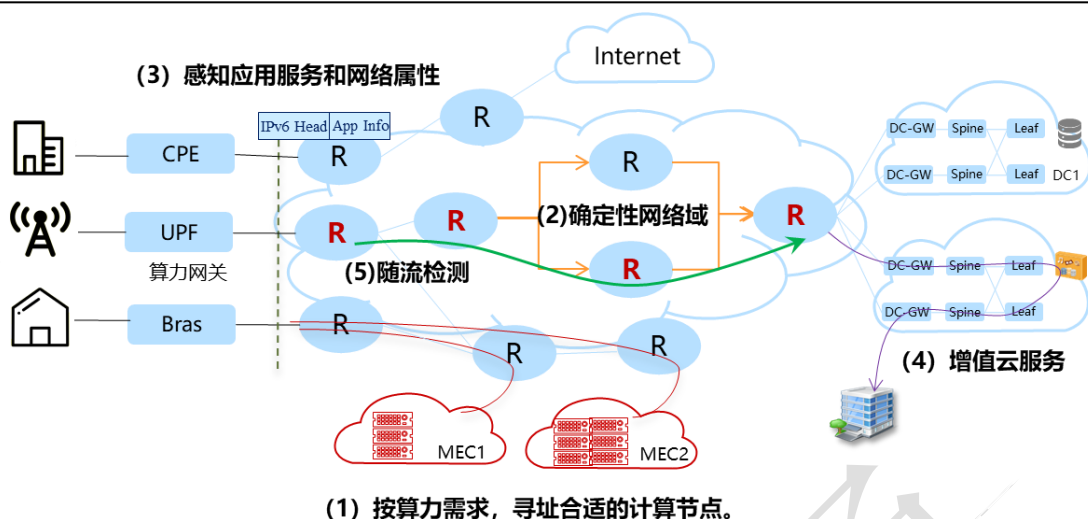 Internet
(3) 感知应用服务和网络属性
IPv6 Head App Info
R
CPE
R
R
DC-GW Spine Leaf
DC-GW Spine Leaf DC1
(2)确定性网络域
UPF
R
R
R
算力网关
(5)随流检测
R
DC-GW Spine Leaf
DC-GW Spine Leaf
Bras
R
R
R
(4) 增值云服务
MEC1
MEC2
(1) 按算力需求，寻址合适的计算节点。